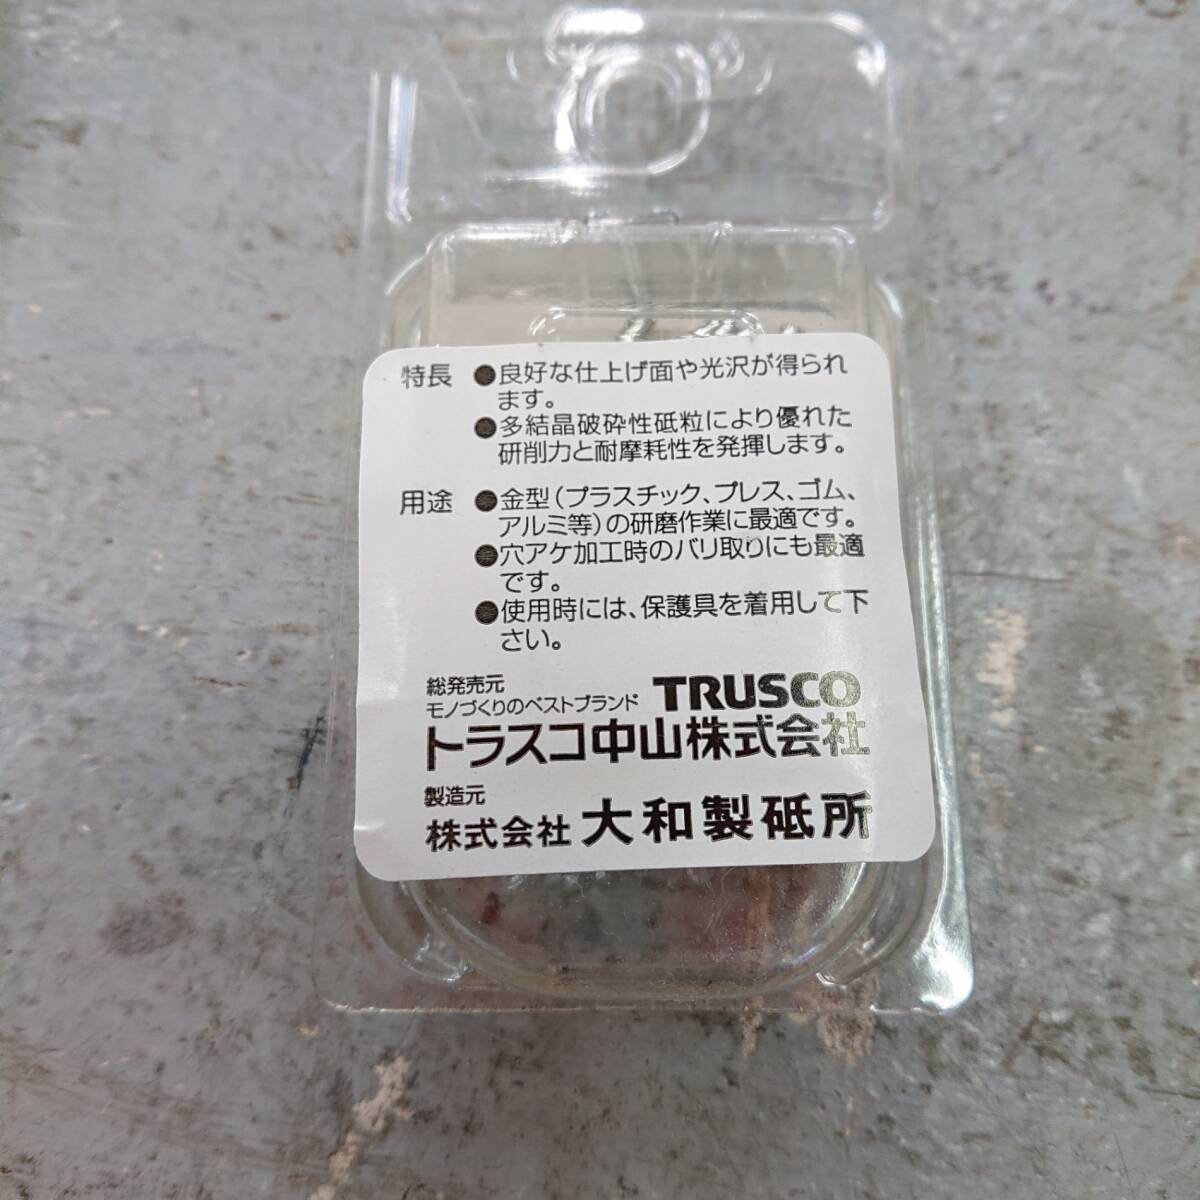 特長 ●良好な仕上げ面や光沢が得られ
ます。
●多結晶破砕性砥粒により優れた
研削力と耐摩耗性を発揮します。
用途 ●金型(プラスチック、プレス、ゴム、
アルミ等)の研磨作業に最適です。
●穴アケ加工時のバリ取りにも最適
です。
●使用時には、保護具を着用して下
さい。
総発売元
モノづくりのベストブランド TRUSCO
トラスコ中山株式会社
製造元
株式会社 大和製砥所